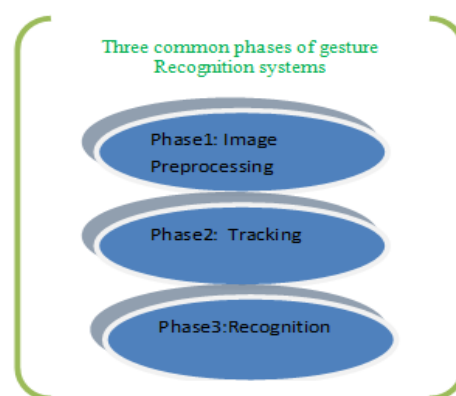 Three common phases of gesture
Recognition systems
Phase1: Image
Preprocessing
Phase2:  Tracking
Phase3:Recognition